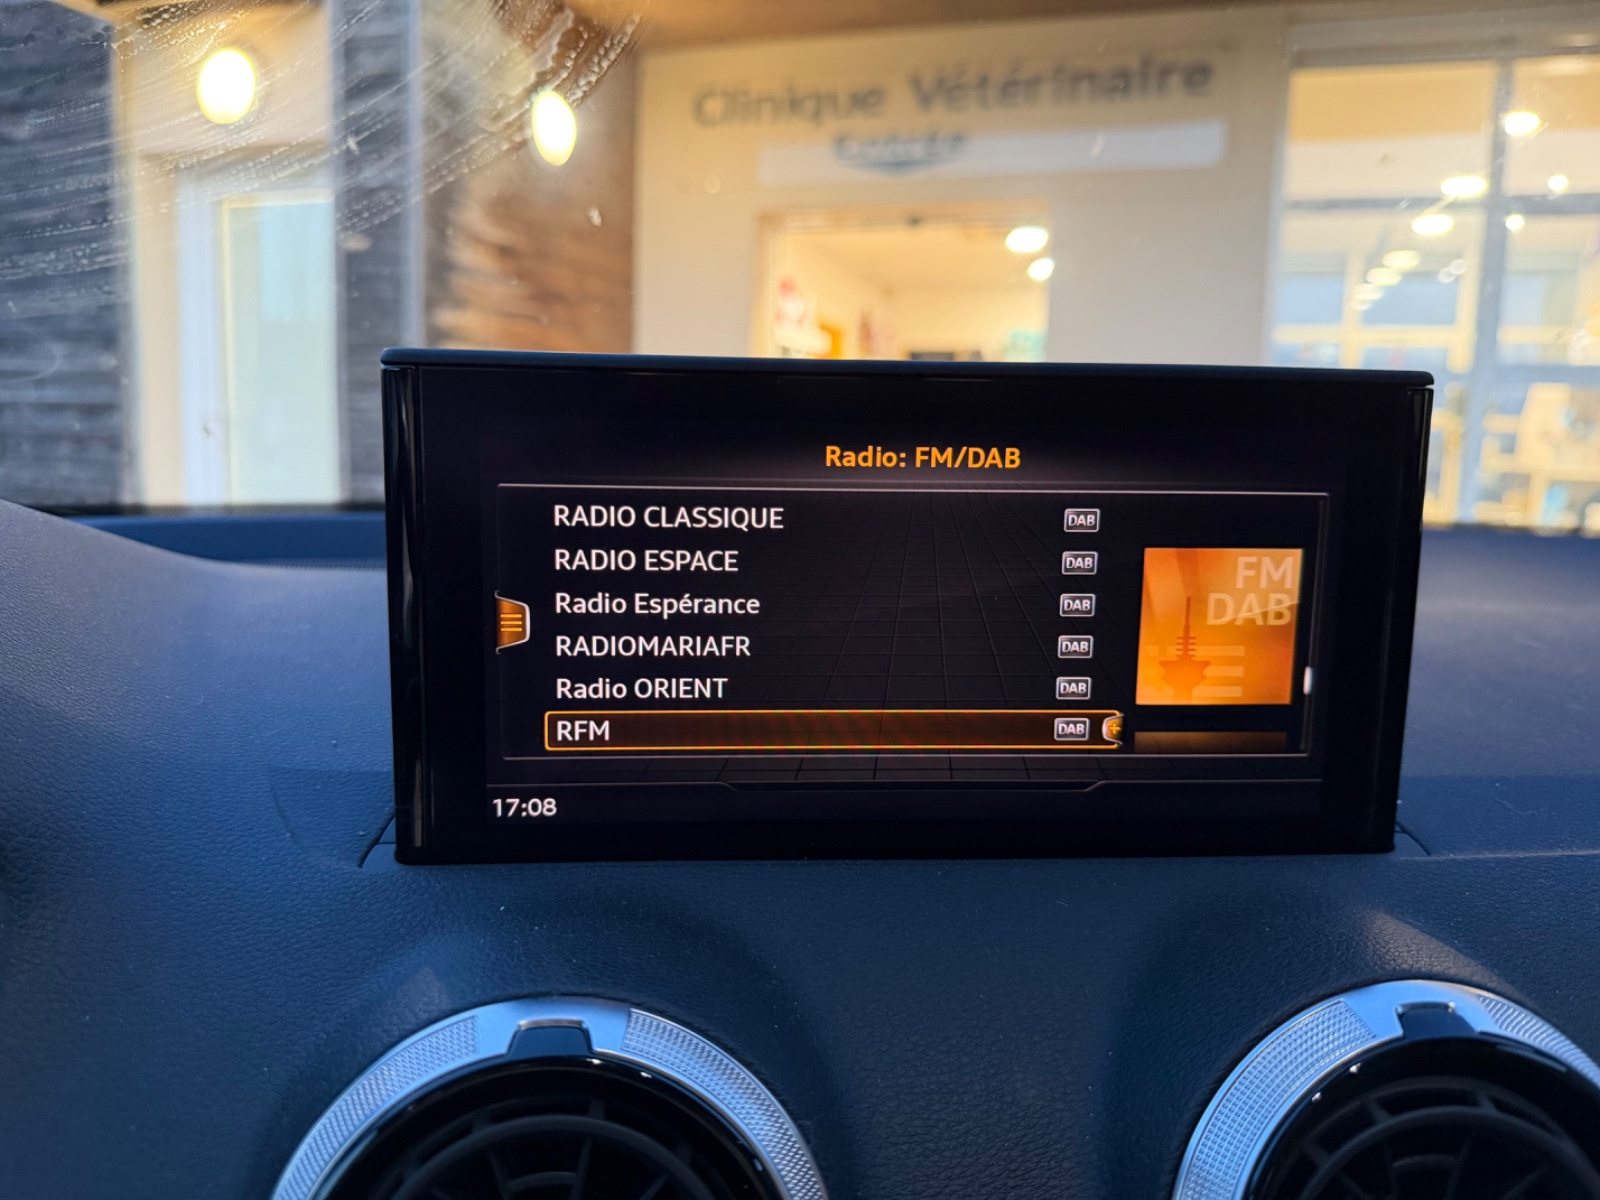 Clinique Vétérinaire
Entrée
Radio: FM/DAB
RADIO CLASSIQUE DAB
RADIO ESPACE DAB
Radio Espérance DAB
RADIOMARIAFR DAB
Radio ORIENT DAB
RFM DAB
FM
DAB
17:08